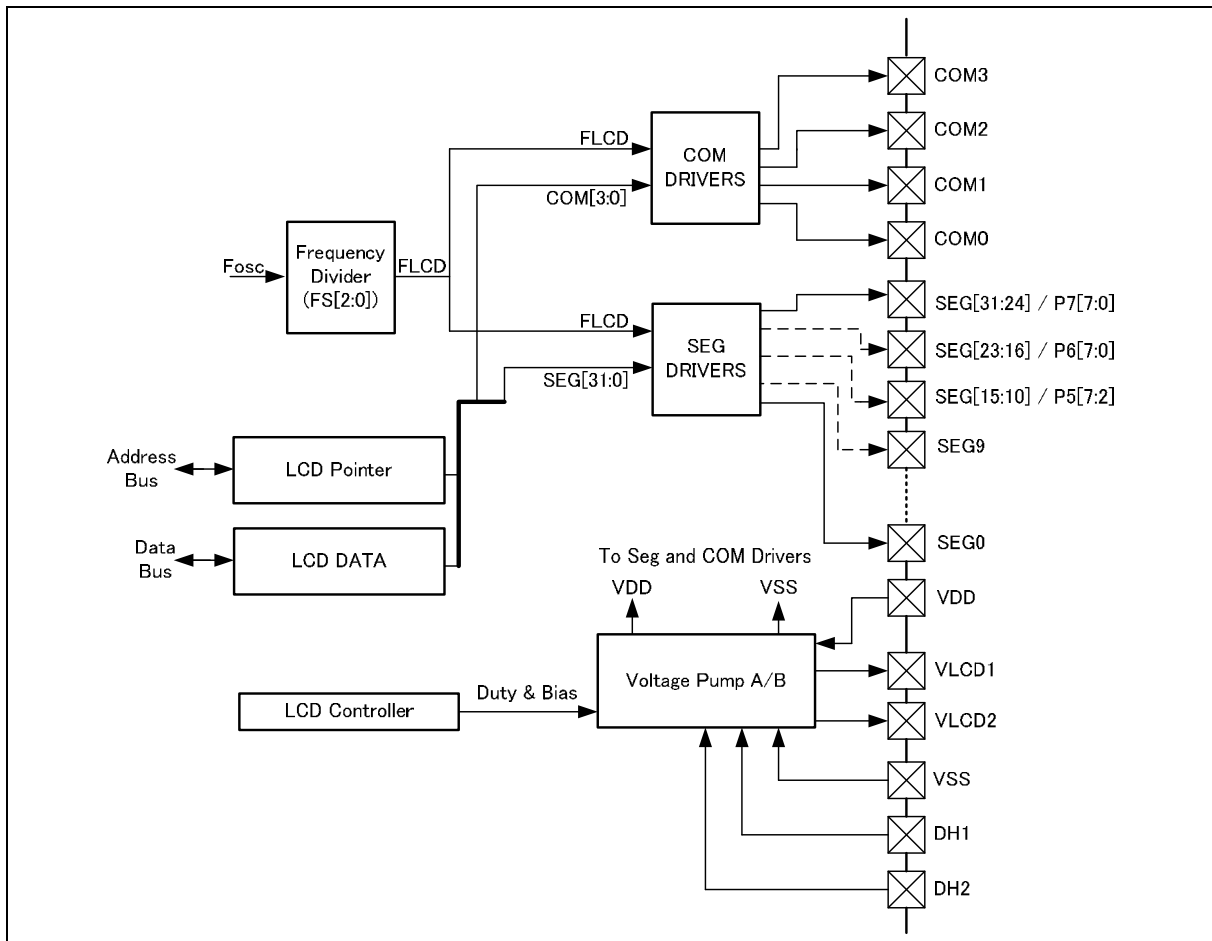 COM3
COM2
COM1
COM0
FLCD
COM[3:0]
COM
DRIVERS
Fosc
Frequency
Divider
(FS[2:0])
FLCD
FLCD
SEG[31:0]
SEG
DRIVERS
SEG[31:24] / P7[7:0]
SEG[23:16] / P6[7:0]
SEG[15:10] / P5[7:2]
SEG9
SEG0
Address
Bus
LCD Pointer
Data
Bus
LCD DATA
To Seg and COM Drivers
VDD
VSS
Voltage Pump A/B
LCD Controller
Duty & Bias
VDD
VLCD1
VLCD2
VSS
DH1
DH2